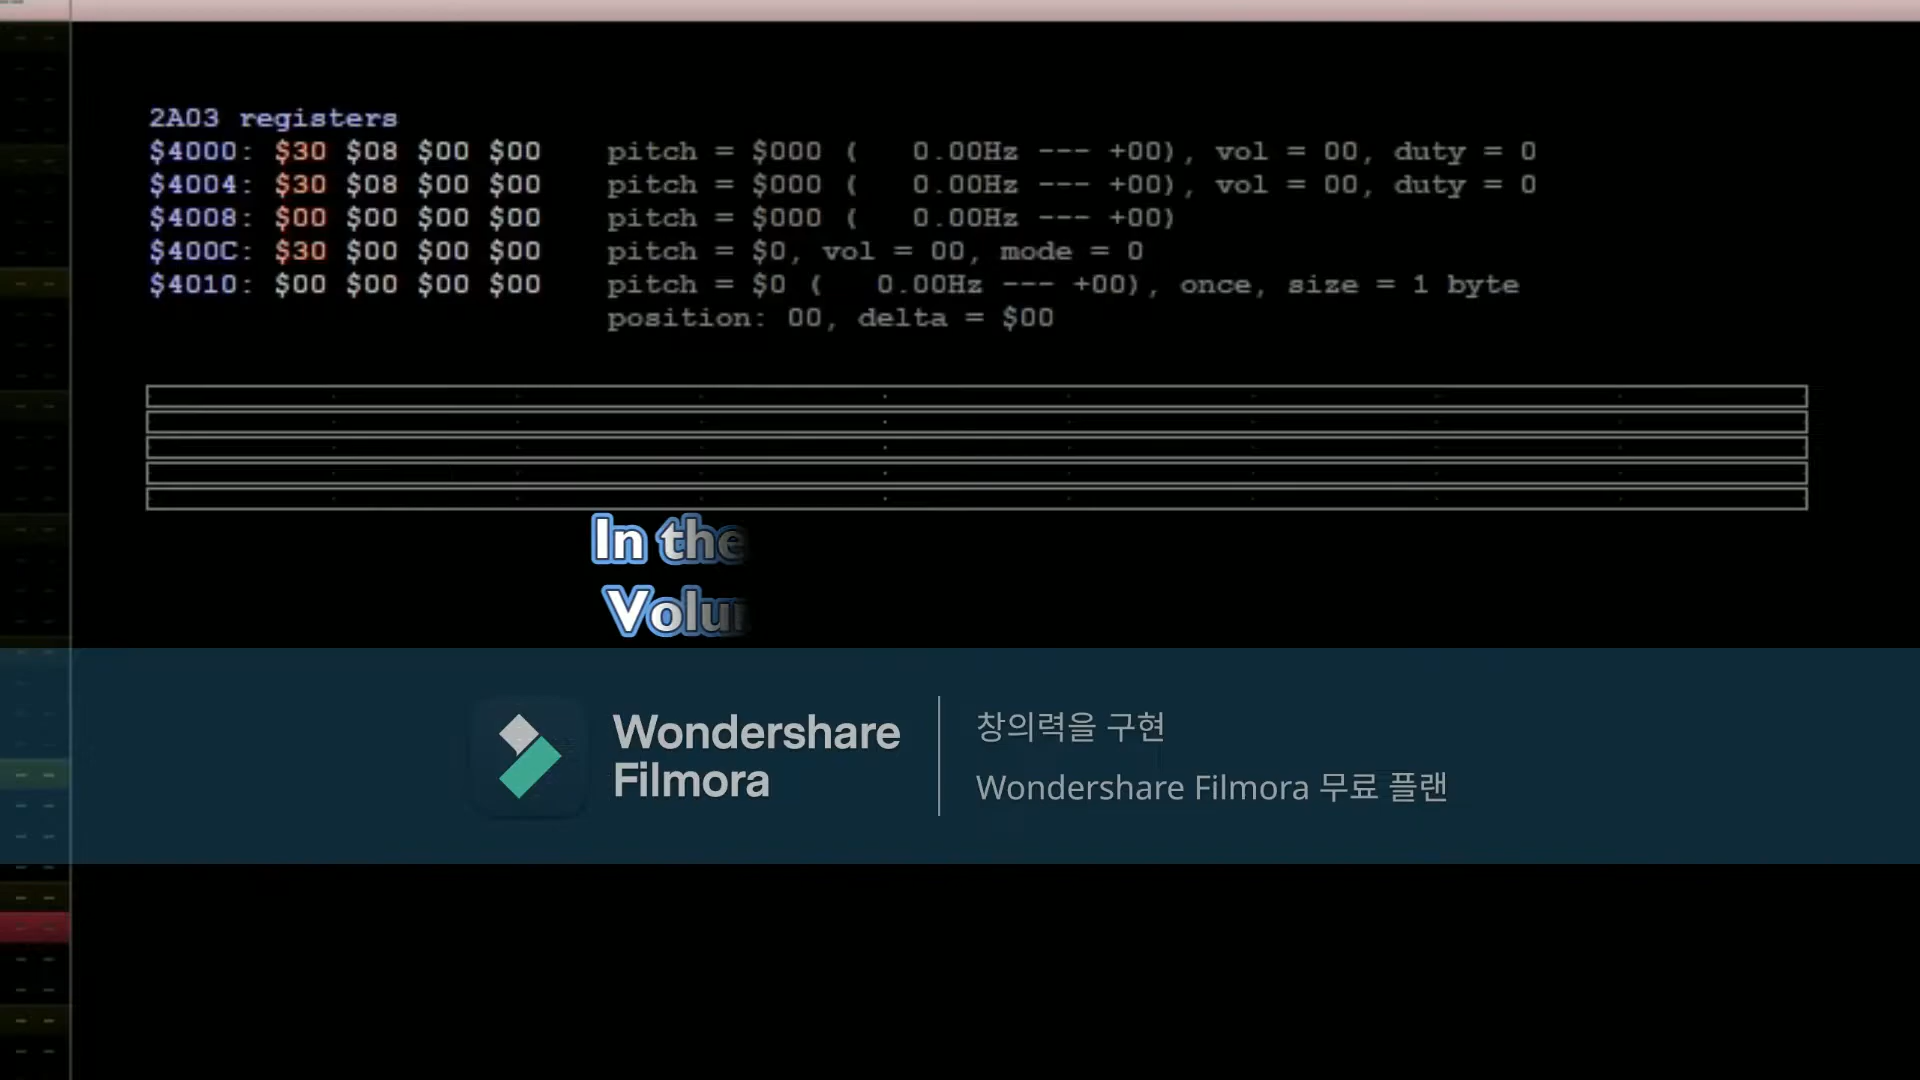 2A03 registers
$4000: $30 $08 $00 $00 pitch = $000 ( 0.00Hz --- +00), vol = 00, duty = 0
$4004: $30 $08 $00 $00 pitch = $000 ( 0.00Hz --- +00), vol = 00, duty = 0
$4008: $00 $00 $00 $00 pitch = $000 ( 0.00Hz --- +00)
$400C: $30 $00 $00 $00 pitch = $0, vol = 00, mode = 0
$4010: $00 $00 $00 $00 pitch = $0 ( 0.00Hz --- +00), once, size = 1 byte
position: 00, delta = $00
In the
Volu
Wondershare
Filmora
창의력을 구현
Wondershare Filmora 무료 플랜